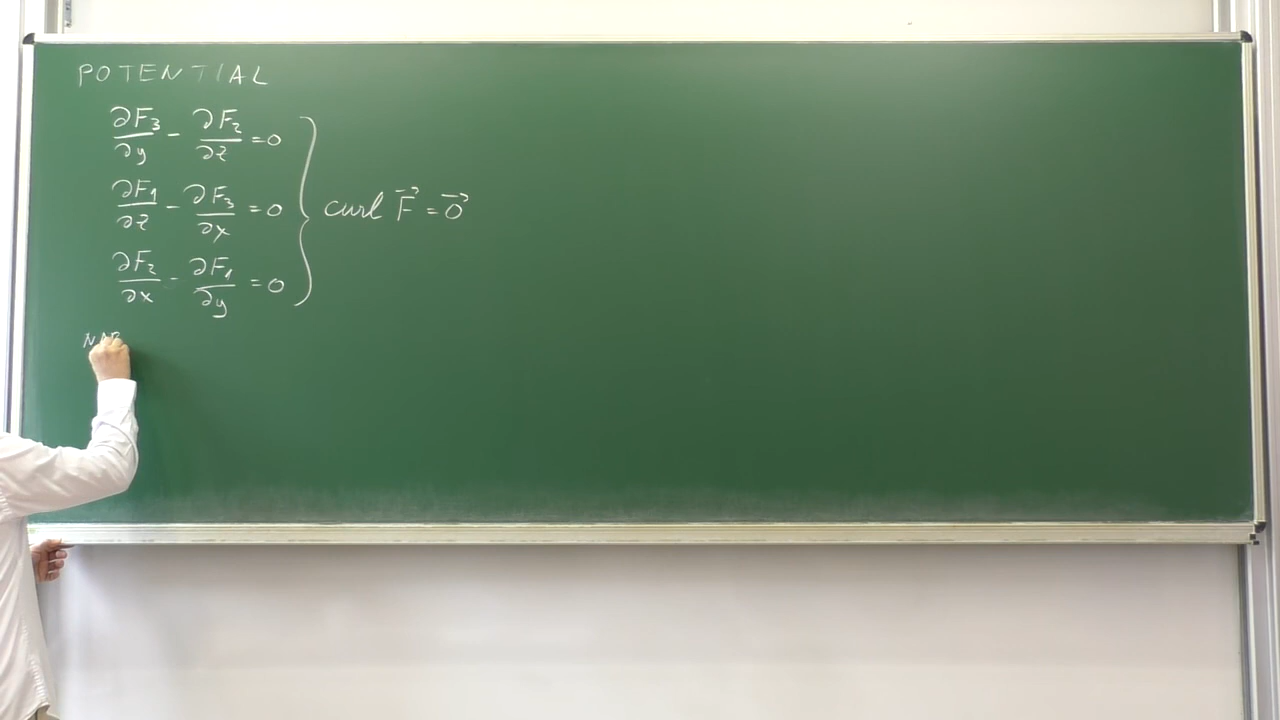 POTENTIAL
∂F₃/∂y - ∂F₂/∂z = 0
∂F₁/∂z - ∂F₃/∂x = 0
∂F₂/∂x - ∂F₁/∂y = 0
curl F⃗ = 0⃗